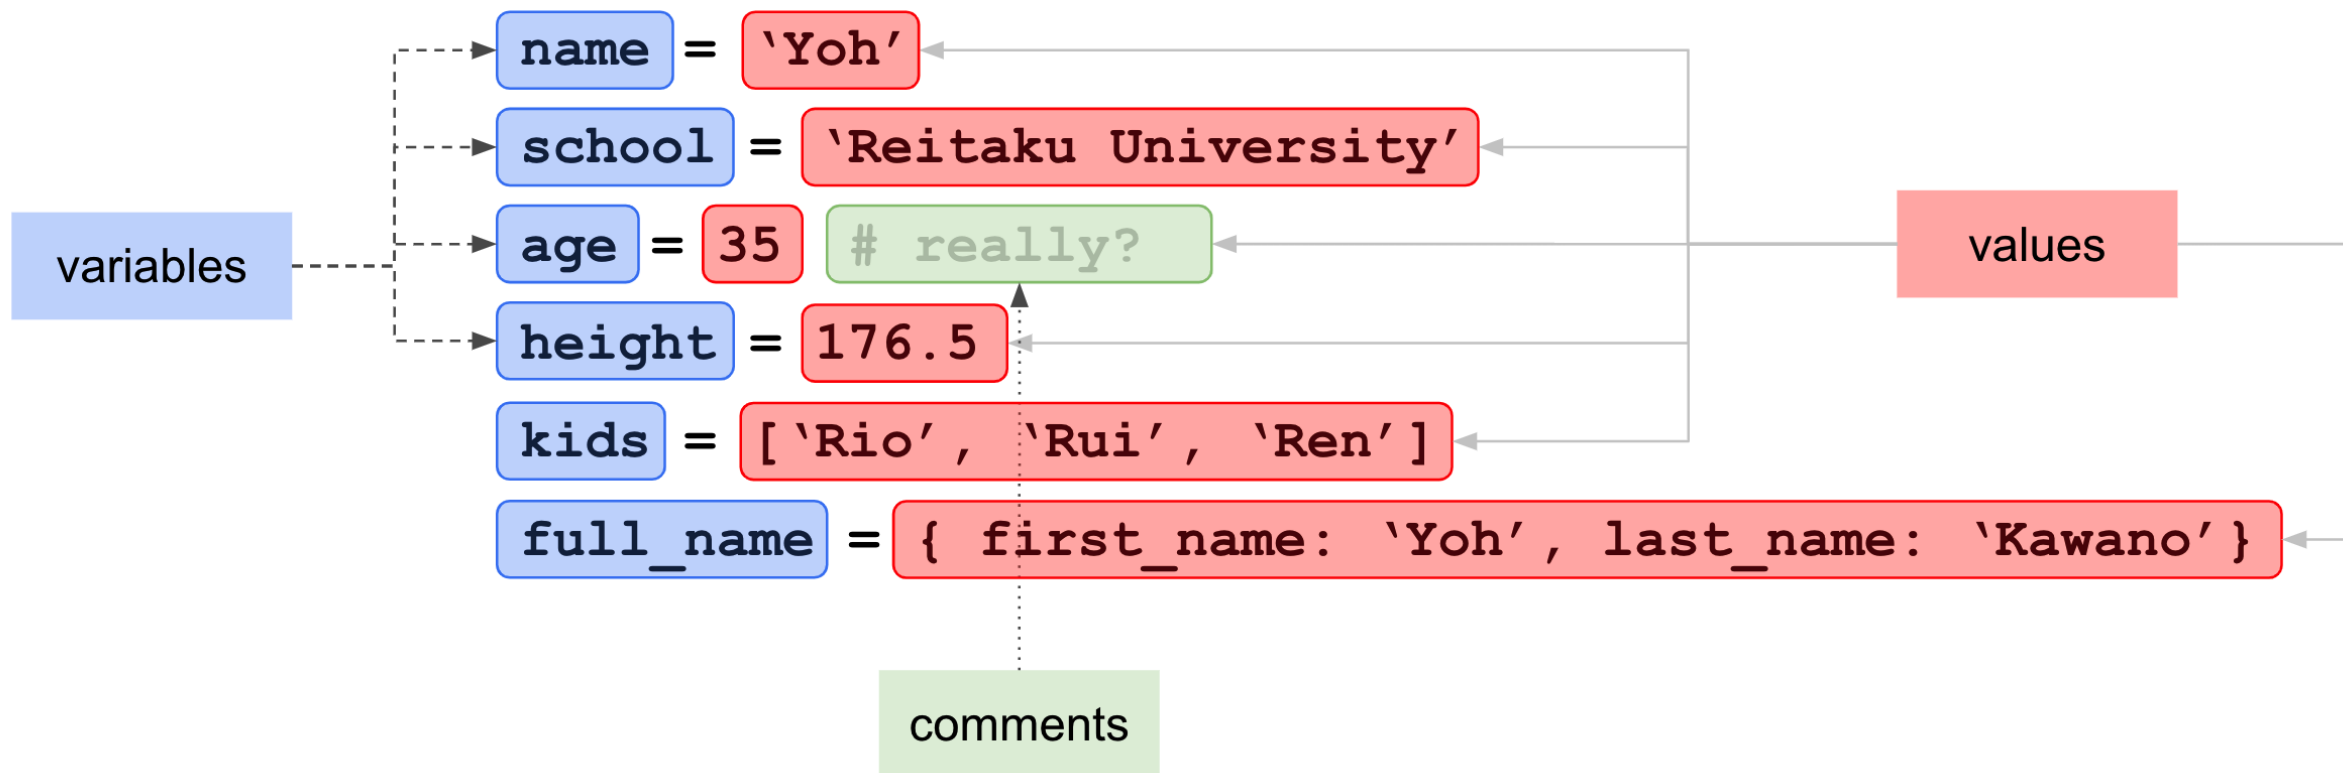 name = ‘Yoh’
school = ‘Reitaku University’
age = 35 # really?
height = 176.5
kids = [‘Rio’, ‘Rui’, ‘Ren’]
full_name = { first_name: ‘Yoh’, last_name: ‘Kawano’}
variables
values
comments